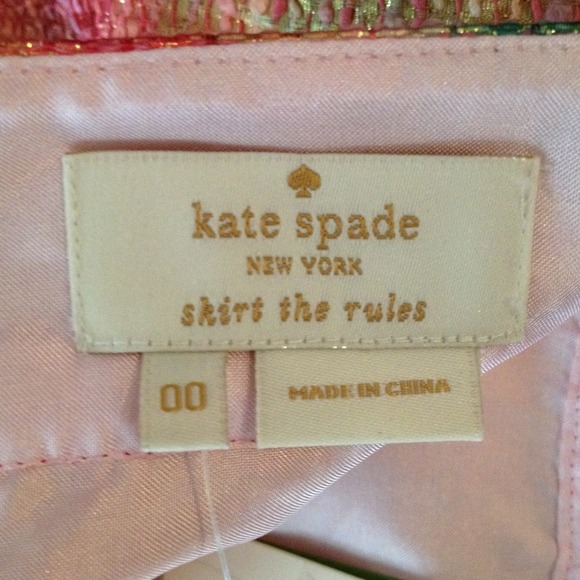 kate spade
NEW YORK
skirt the rules
00
MADE IN CHINA